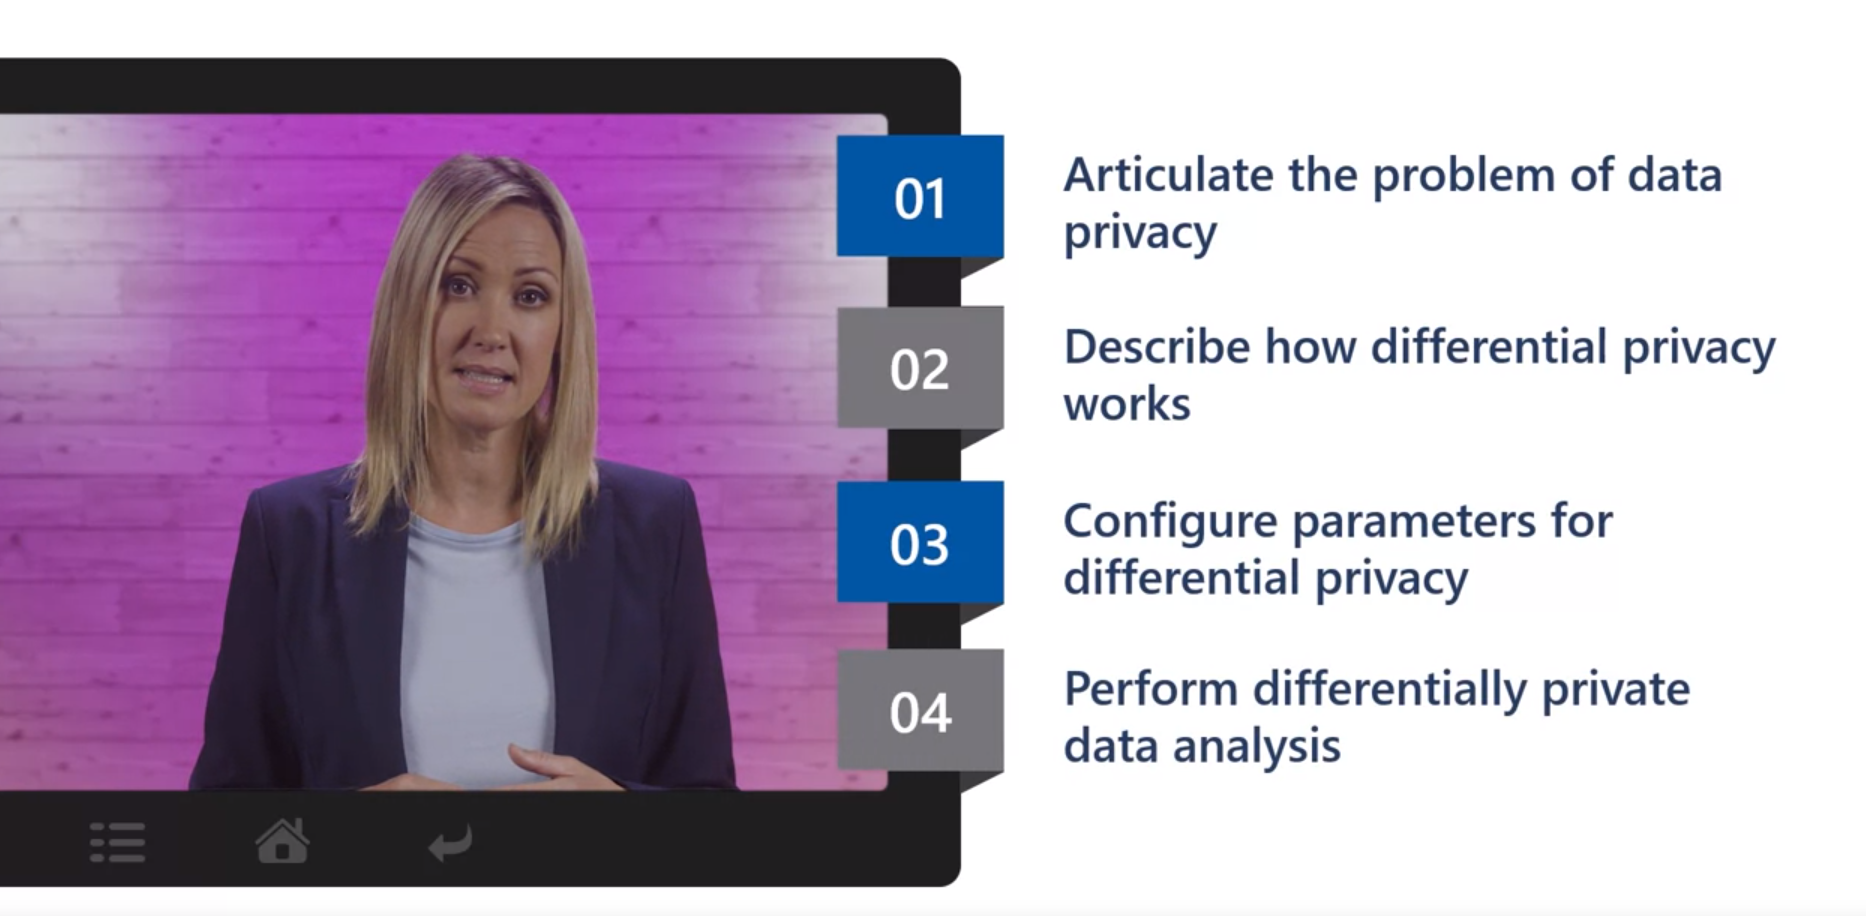 01
Articulate the problem of data
privacy
02
Describe how differential privacy
works
03
Configure parameters for
differential privacy
04
Perform differentially private
data analysis